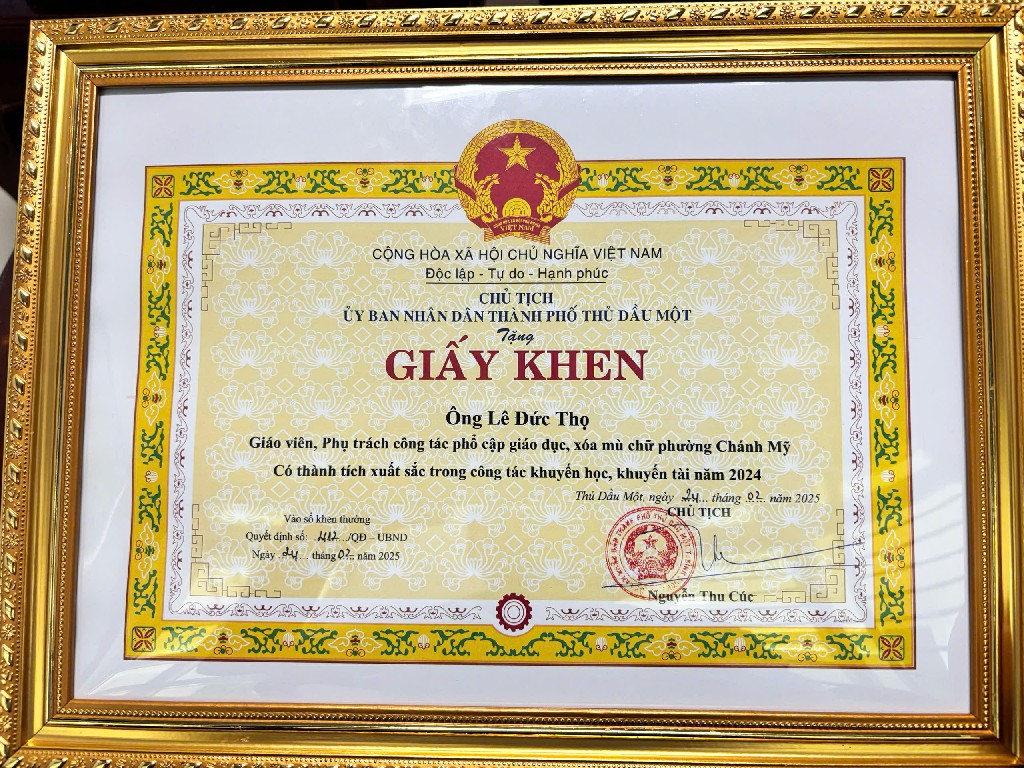 VIỆT NAM
CỘNG HÒA XÃ HỘI CHỦ NGHĨA VIỆT NAM
Độc lập - Tự do - Hạnh phúc
CHỦ TỊCH
ỦY BAN NHÂN DÂN THÀNH PHỐ THỦ DẦU MỘT
Tặng
GIẤY KHEN
Ông Lê Đức Thọ
Giáo viên, Phụ trách công tác phổ cập giáo dục, xóa mù chữ phường Chánh Mỹ
Có thành tích xuất sắc trong công tác khuyến học, khuyến tài năm 2024
Thủ Dầu Một, ngày 24... tháng 02.. năm 2025
CHỦ TỊCH
Vào sổ khen thưởng
Quyết định số: 412.../QĐ – UBND
Ngày 24... tháng 02.. năm 2025
Nguyễn Thu Cúc